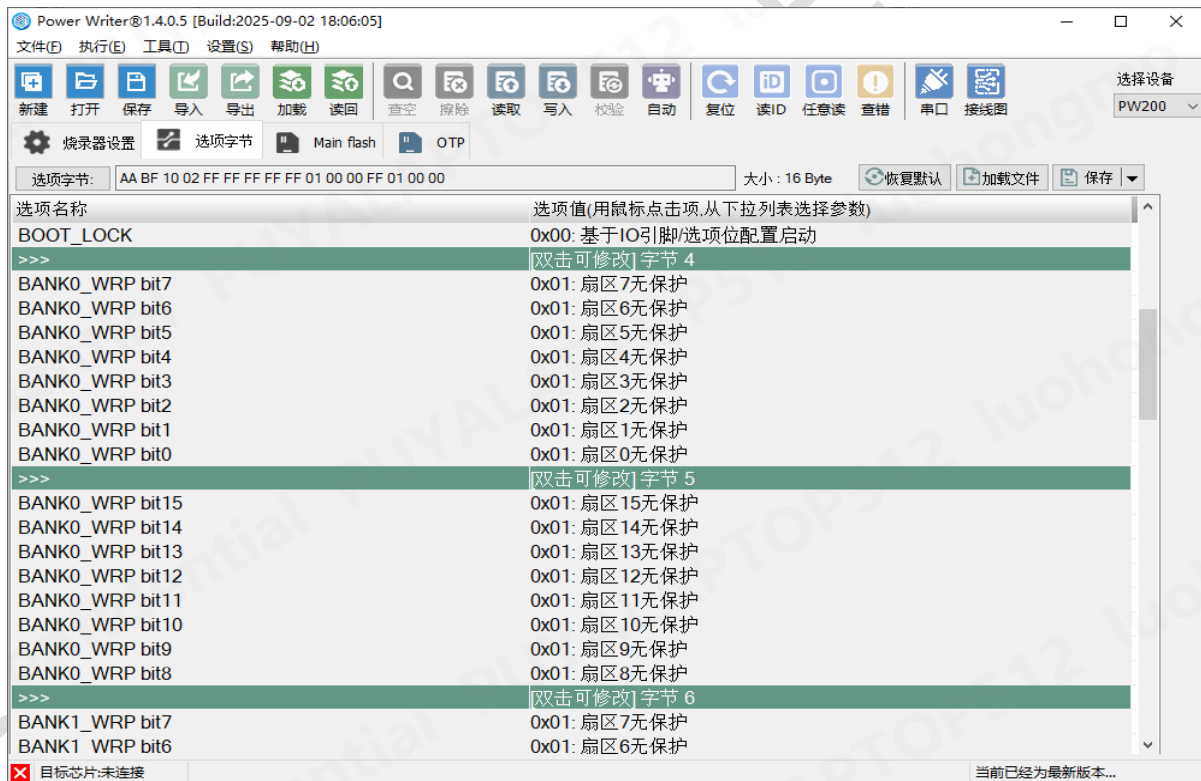 Power Writer®1.4.0.5 [Build:2025-09-02 18:06:05]
文件(F) 执行(E) 工具(T) 设置(S) 帮助(H)
新建 打开 保存 导入 导出 加载 读回 查空 擦除 读取 写入 校验 自动 复位 读ID 任意读 查错 串口 接线图
选择设备
PW200
烧录器设置 选项字节 Main flash OTP
选项字节: AA BF 10 02 FF FF FF FF FF 01 00 00 FF 01 00 00 大小 : 16 Byte 恢复默认 加载文件 保存
选项名称 选项值(用鼠标点击项,从下拉列表选择参数)
BOOT_LOCK 0x00: 基于IO引脚/选项位配置启动
>>> [双击可修改] 字节 4
BANK0_WRP bit7 0x01: 扇区7无保护
BANK0_WRP bit6 0x01: 扇区6无保护
BANK0_WRP bit5 0x01: 扇区5无保护
BANK0_WRP bit4 0x01: 扇区4无保护
BANK0_WRP bit3 0x01: 扇区3无保护
BANK0_WRP bit2 0x01: 扇区2无保护
BANK0_WRP bit1 0x01: 扇区1无保护
BANK0_WRP bit0 0x01: 扇区0无保护
>>> [双击可修改] 字节 5
BANK0_WRP bit15 0x01: 扇区15无保护
BANK0_WRP bit14 0x01: 扇区14无保护
BANK0_WRP bit13 0x01: 扇区13无保护
BANK0_WRP bit12 0x01: 扇区12无保护
BANK0_WRP bit11 0x01: 扇区11无保护
BANK0_WRP bit10 0x01: 扇区10无保护
BANK0_WRP bit9 0x01: 扇区9无保护
BANK0_WRP bit8 0x01: 扇区8无保护
>>> [双击可修改] 字节 6
BANK1_WRP bit7 0x01: 扇区7无保护
BANK1_WRP bit6 0x01: 扇区6无保护
目标芯片:未连接 当前已经为最新版本...